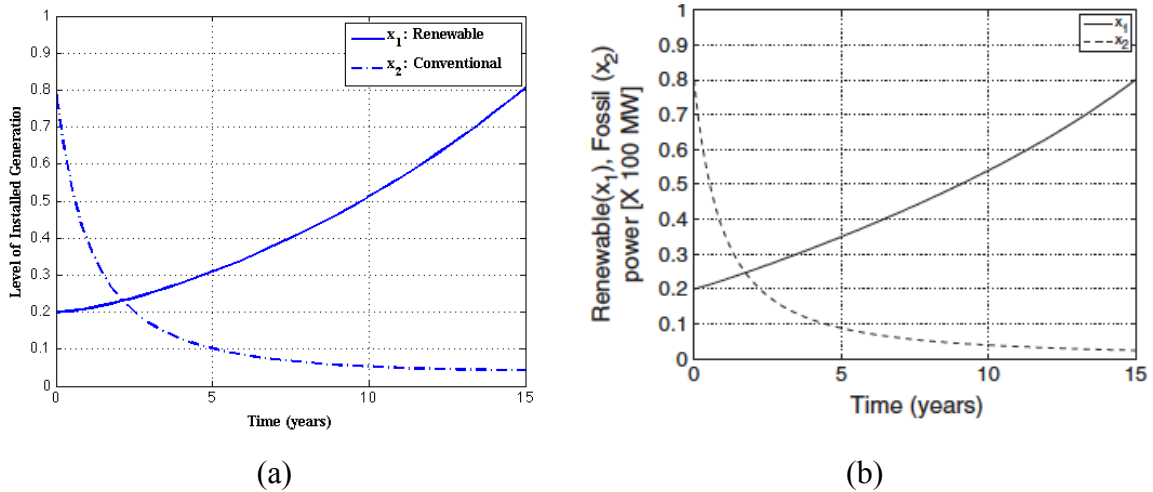 1
0.9
0.8
0.7
0.6
0.5
0.4
0.3
0.2
0.1
0
Level of Installed Generation
x1: Renewable
x2: Conventional
0 5 10 15
Time (years)
(a)
1
0.9
0.8
0.7
0.6
0.5
0.4
0.3
0.2
0.1
0
Renewable(x1), Fossil (x2)
power [X 100 MW]
x1
x2
0 5 10 15
Time (years)
(b)